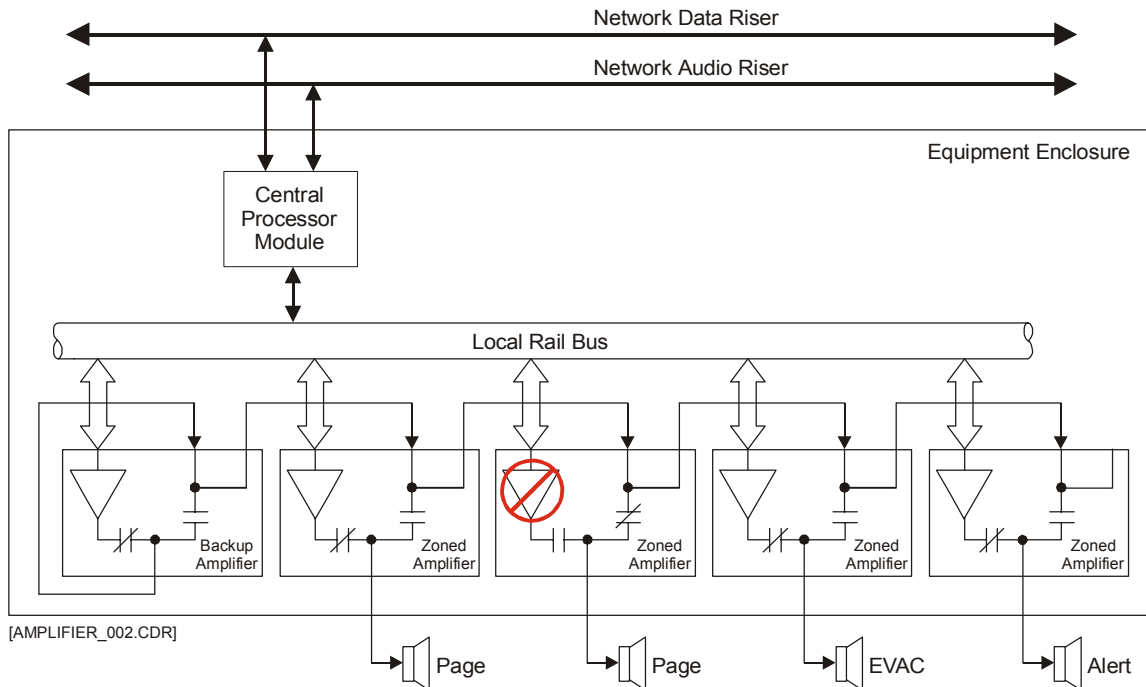 Network Data Riser
Network Audio Riser
Equipment Enclosure
Central
Processor
Module
Local Rail Bus
Backup
Amplifier
Zoned
Amplifier
Zoned
Amplifier
Zoned
Amplifier
Zoned
Amplifier
[AMPLIFIER_002.CDR]
Page
Page
EVAC
Alert